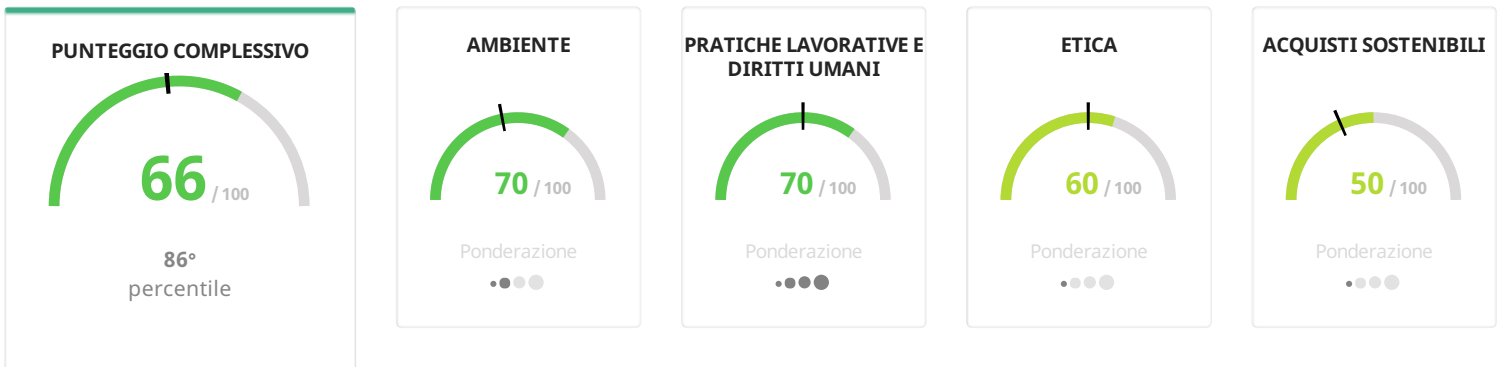 PUNTEGGIO COMPLESSIVO
66 / 100
86°
percentile
AMBIENTE
70 / 100
Ponderazione
PRATICHE LAVORATIVE E
DIRITTI UMANI
70 / 100
Ponderazione
ETICA
60 / 100
Ponderazione
ACQUISTI SOSTENIBILI
50 / 100
Ponderazione